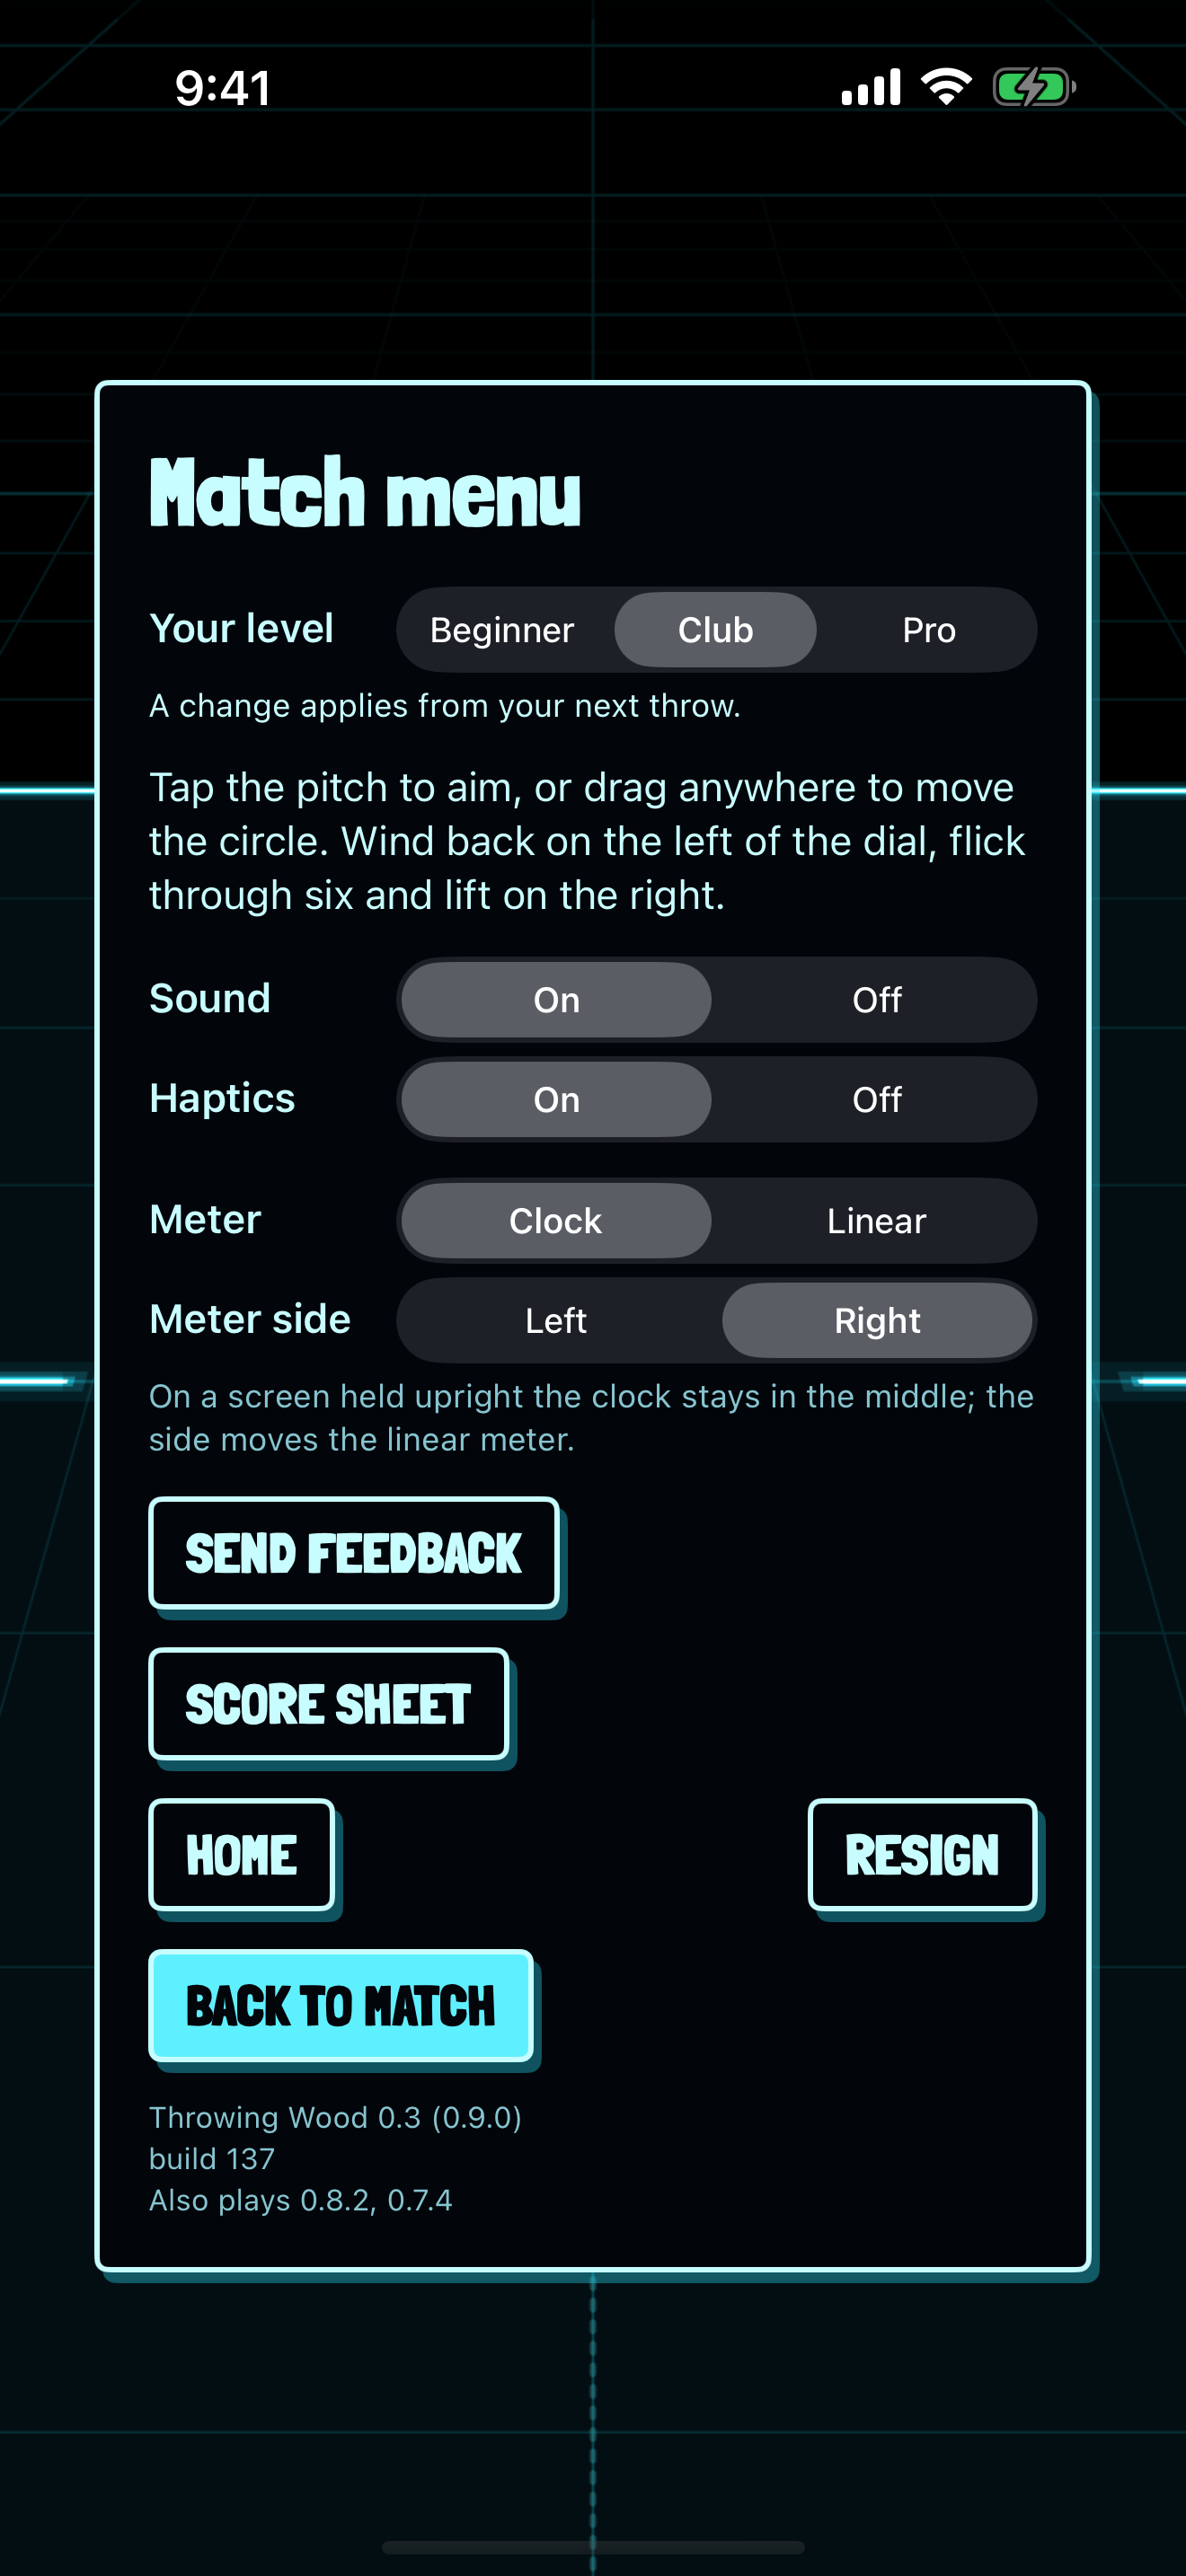 9:41
Match menu
Your level Beginner Club Pro
A change applies from your next throw.
Tap the pitch to aim, or drag anywhere to move
the circle. Wind back on the left of the dial, flick
through six and lift on the right.
Sound On Off
Haptics On Off
Meter Clock Linear
Meter side Left Right
On a screen held upright the clock stays in the middle; the
side moves the linear meter.
SEND FEEDBACK
SCORE SHEET
HOME RESIGN
BACK TO MATCH
Throwing Wood 0.3 (0.9.0)
build 137
Also plays 0.8.2, 0.7.4